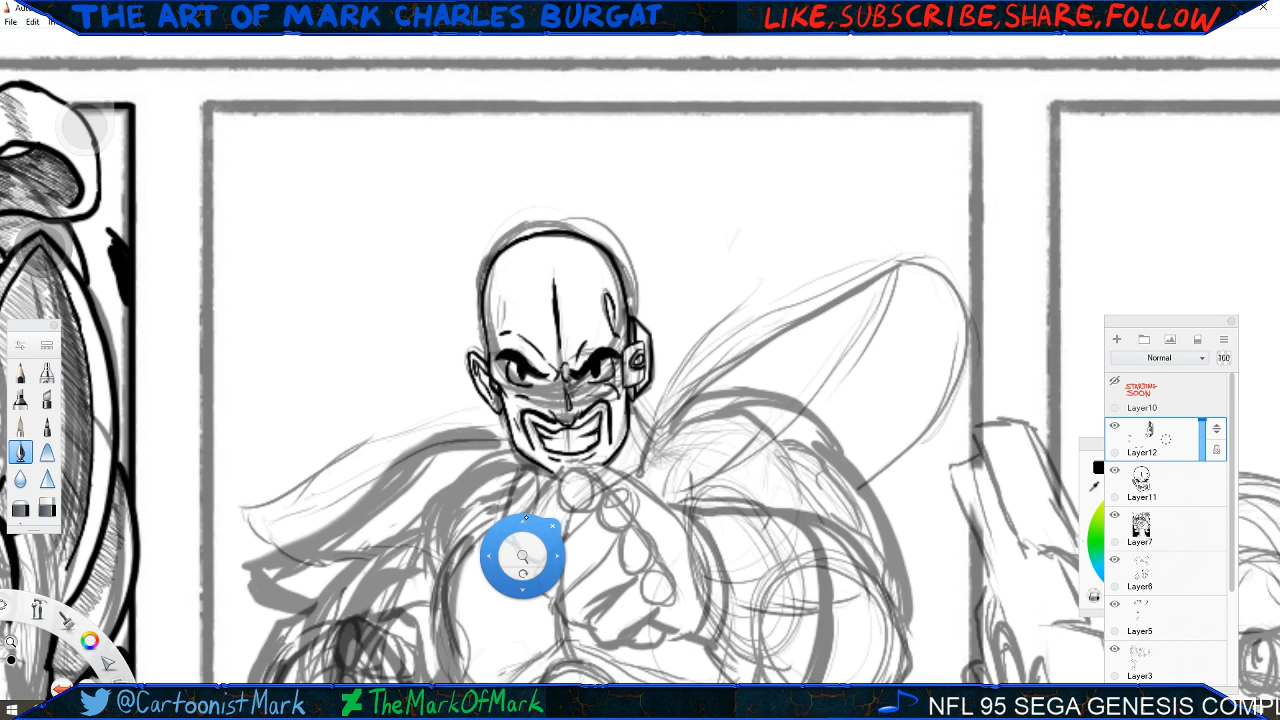 THE ART OF MARK CHARLES BURGAT
LIKE, SUBSCRIBE, SHARE, FOLLOW
File Edit
Normal
100
STARTING
SOON
Layer10
Layer12
Layer11
Layer7
Layer6
Layer5
Layer3
@CartoonistMark
TheMarkOfMark
NFL 95 SEGA GENESIS COMPL